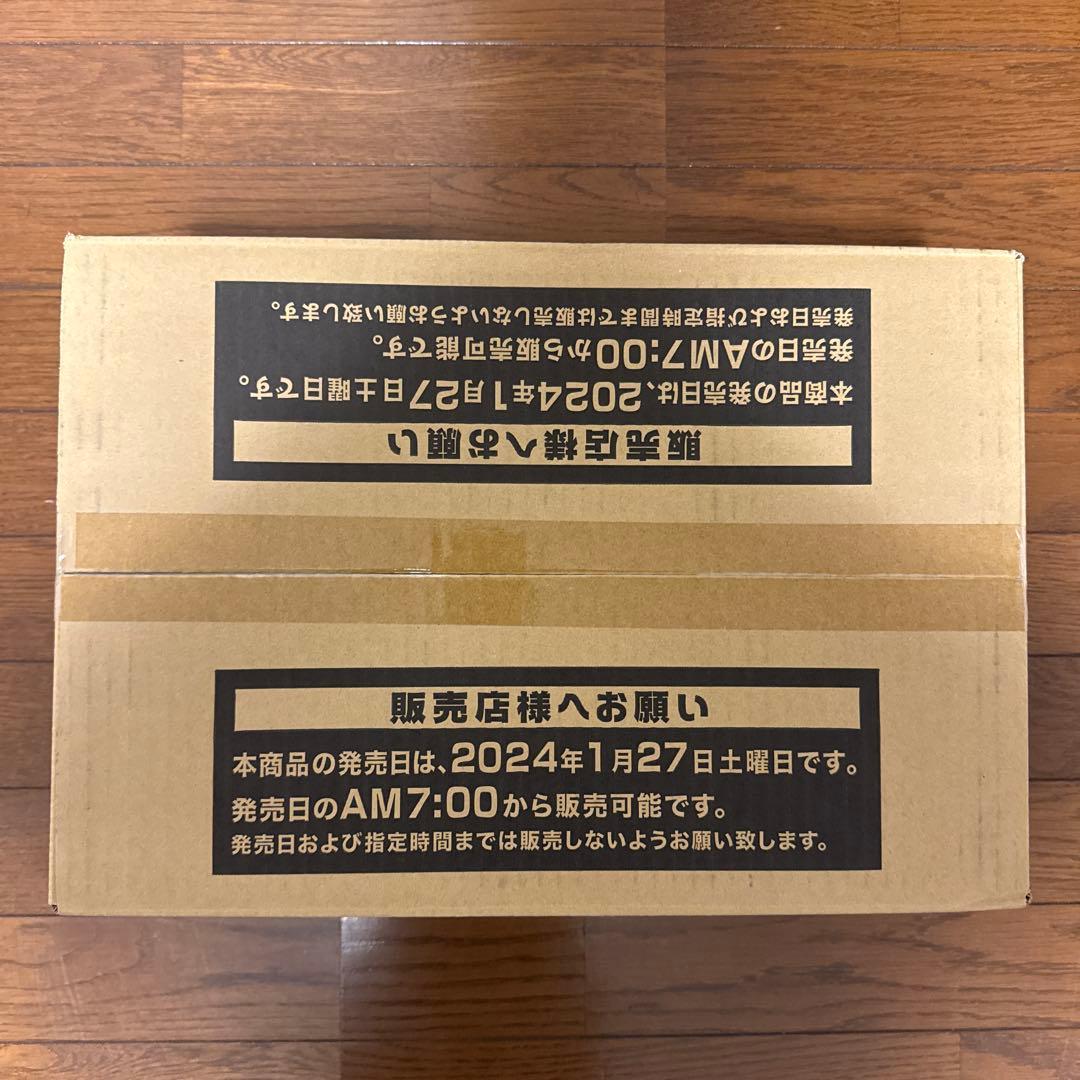 発売日および指定時間までは販売しないようお願い致します。
発売日のAM7:00から販売可能です。
本商品の発売日は、2024年1月27日土曜日です。
販売店様へお願い
販売店様へお願い
本商品の発売日は、2024年1月27日土曜日です。
発売日のAM7:00から販売可能です。
発売日および指定時間までは販売しないようお願い致します。